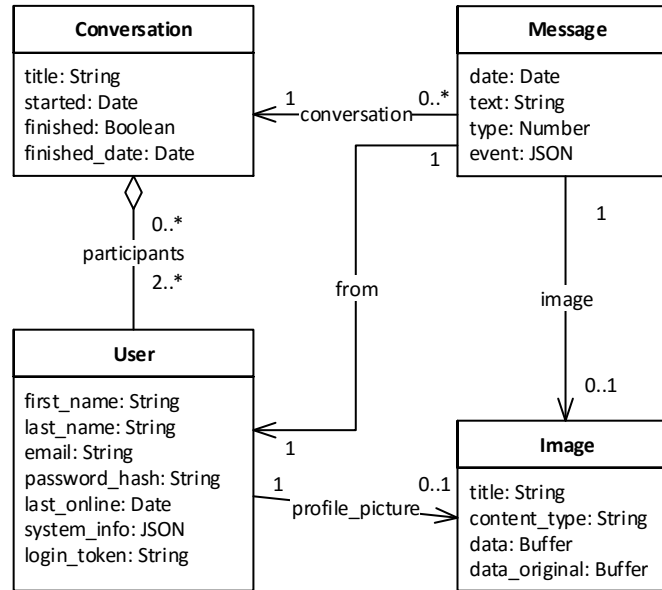 Conversation
title: String
started: Date
finished: Boolean
finished_date: Date
Message
date: Date
text: String
type: Number
event: JSON
1
conversation
0..*
1
from
1
1
image
0..1
0..*
participants
2..*
User
first_name: String
last_name: String
email: String
password_hash: String
last_online: Date
system_info: JSON
login_token: String
1
profile_picture
0..1
Image
title: String
content_type: String
data: Buffer
data_original: Buffer